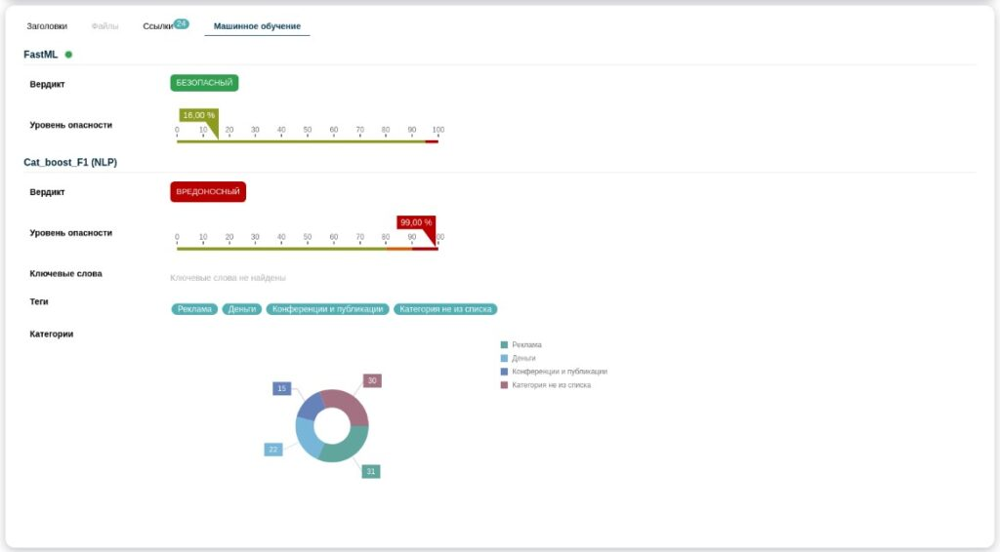 Заголовки Файлы Ссылки 24 Машинное обучение
FastML
Вердикт БЕЗОПАСНЫЙ
16,00 %
Уровень опасности
0 10 20 30 40 50 60 70 80 90 100
Cat_boost_F1 (NLP)
Вердикт ВРЕДОНОСНЫЙ
99,00 %
Уровень опасности
0 10 20 30 40 50 60 70 80 90 00
Ключевые слова Ключевые слова не найдены
Теги Реклама Деньги Конференции и публикации Категория не из списка
Категории
Реклама
Деньги
Конференции и публикации
Категория не из списка
30
15
22
31